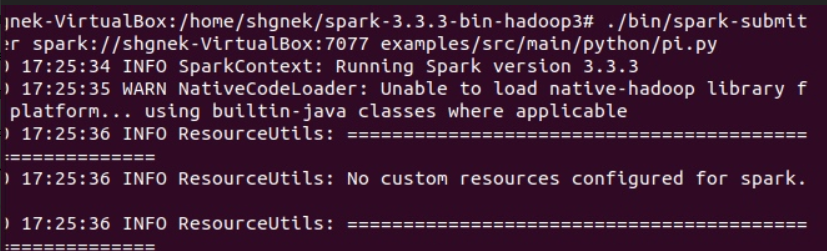 gnek-VirtualBox:/home/shgnek/spark-3.3.3-bin-hadoop3# ./bin/spark-submit
er spark://shgnek-VirtualBox:7077 examples/src/main/python/pi.py
) 17:25:34 INFO SparkContext: Running Spark version 3.3.3
) 17:25:35 WARN NativeCodeLoader: Unable to load native-hadoop library f
platform... using builtin-java classes where applicable
) 17:25:36 INFO ResourceUtils: =========================================
=============
) 17:25:36 INFO ResourceUtils: No custom resources configured for spark.
) 17:25:36 INFO ResourceUtils: =========================================
=============